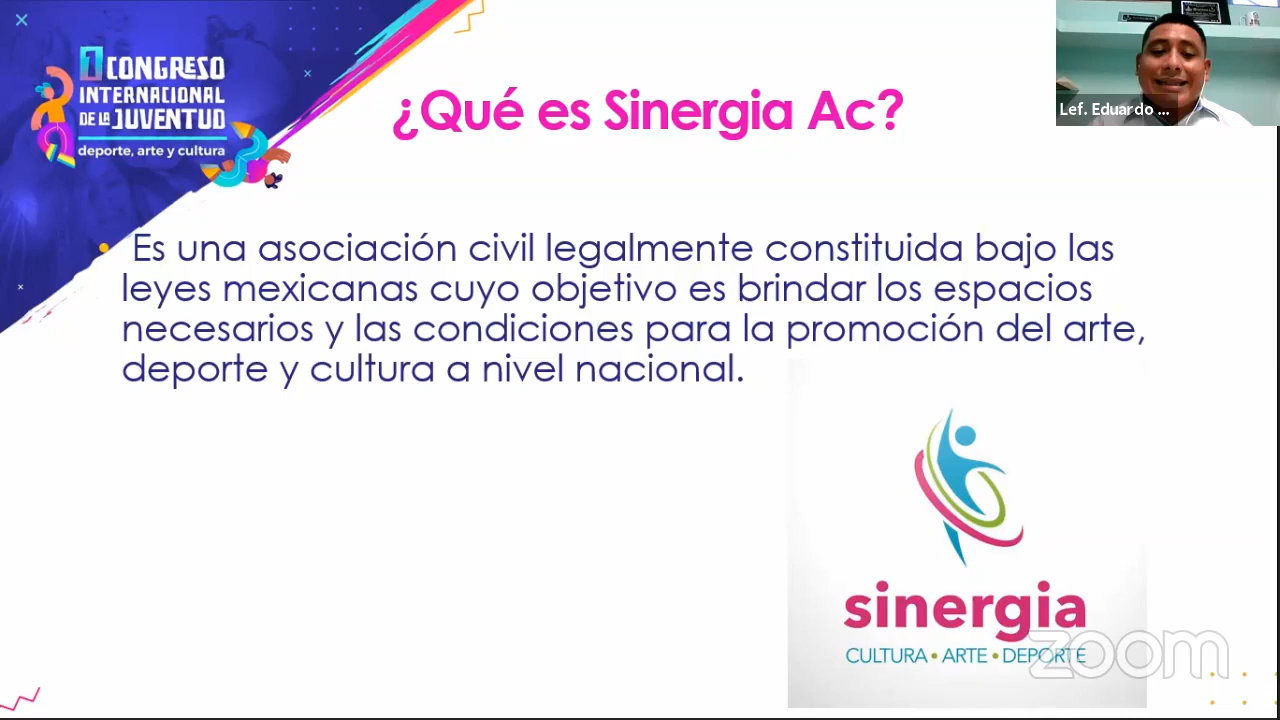 1 CONGRESO
INTERNACIONAL
DE LA JUVENTUD
deporte, arte y cultura
¿Qué es Sinergia Ac?
Lef. Eduardo ...
Es una asociación civil legalmente constituida bajo las
leyes mexicanas cuyo objetivo es brindar los espacios
necesarios y las condiciones para la promoción del arte,
deporte y cultura a nivel nacional.
sinergia
CULTURA • ARTE • DEPORTE
zoom